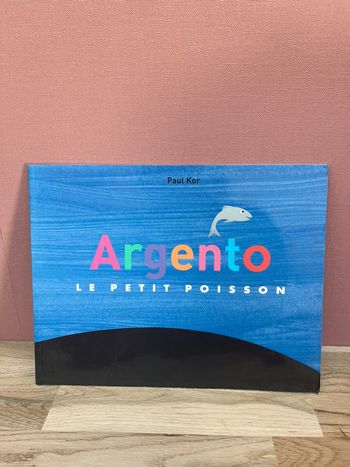 Paul Kor
Argento
LE PETIT POISSON